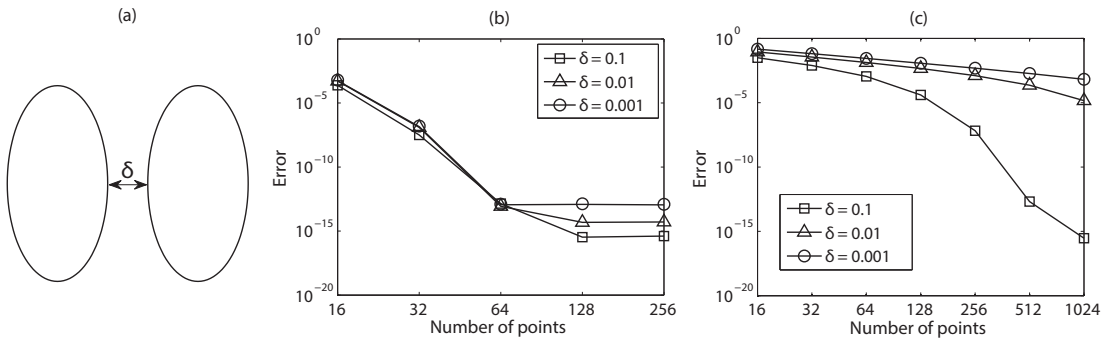 (a)
δ
(b)
10^0
10^-5
10^-10
10^-15
10^-20
Error
16
32
64
128
256
Number of points
δ = 0.1
δ = 0.01
δ = 0.001
(c)
10^0
10^-5
10^-10
10^-15
10^-20
Error
16
32
64
128
256
512
1024
Number of points
δ = 0.1
δ = 0.01
δ = 0.001